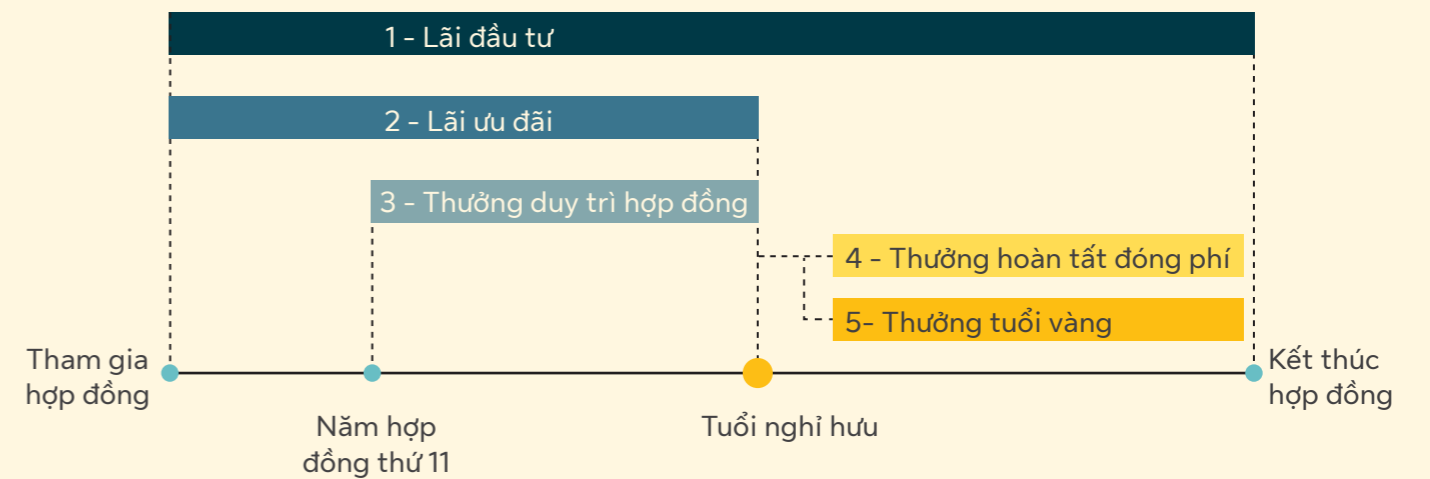 1 - Lãi đầu tư
2 - Lãi ưu đãi
3 - Thưởng duy trì hợp đồng
4 - Thưởng hoàn tất đóng phí
5- Thưởng tuổi vàng
Tham gia
hợp đồng
Kết thúc
hợp đồng
Năm hợp
đồng thứ 11
Tuổi nghỉ hưu